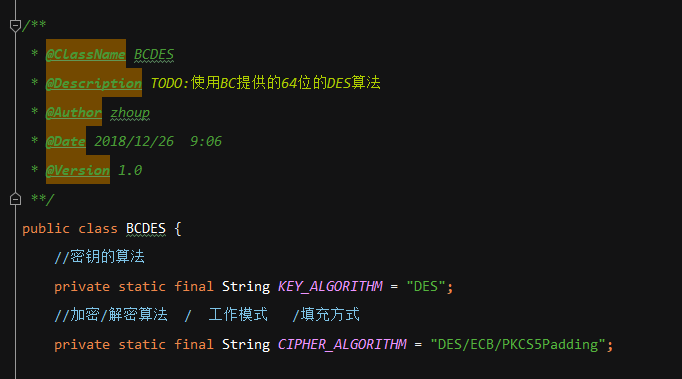 /**
* @ClassName BCDES
* @Description TODO:使用BC提供的64位的DES算法
* @Author zhoup
* @Date 2018/12/26  9:06
* @Version 1.0
**/
public class BCDES {
//密钥的算法
private static final String KEY_ALGORITHM = "DES";
//加密/解密算法  /  工作模式   /填充方式
private static final String CIPHER_ALGORITHM = "DES/ECB/PKCS5Padding";